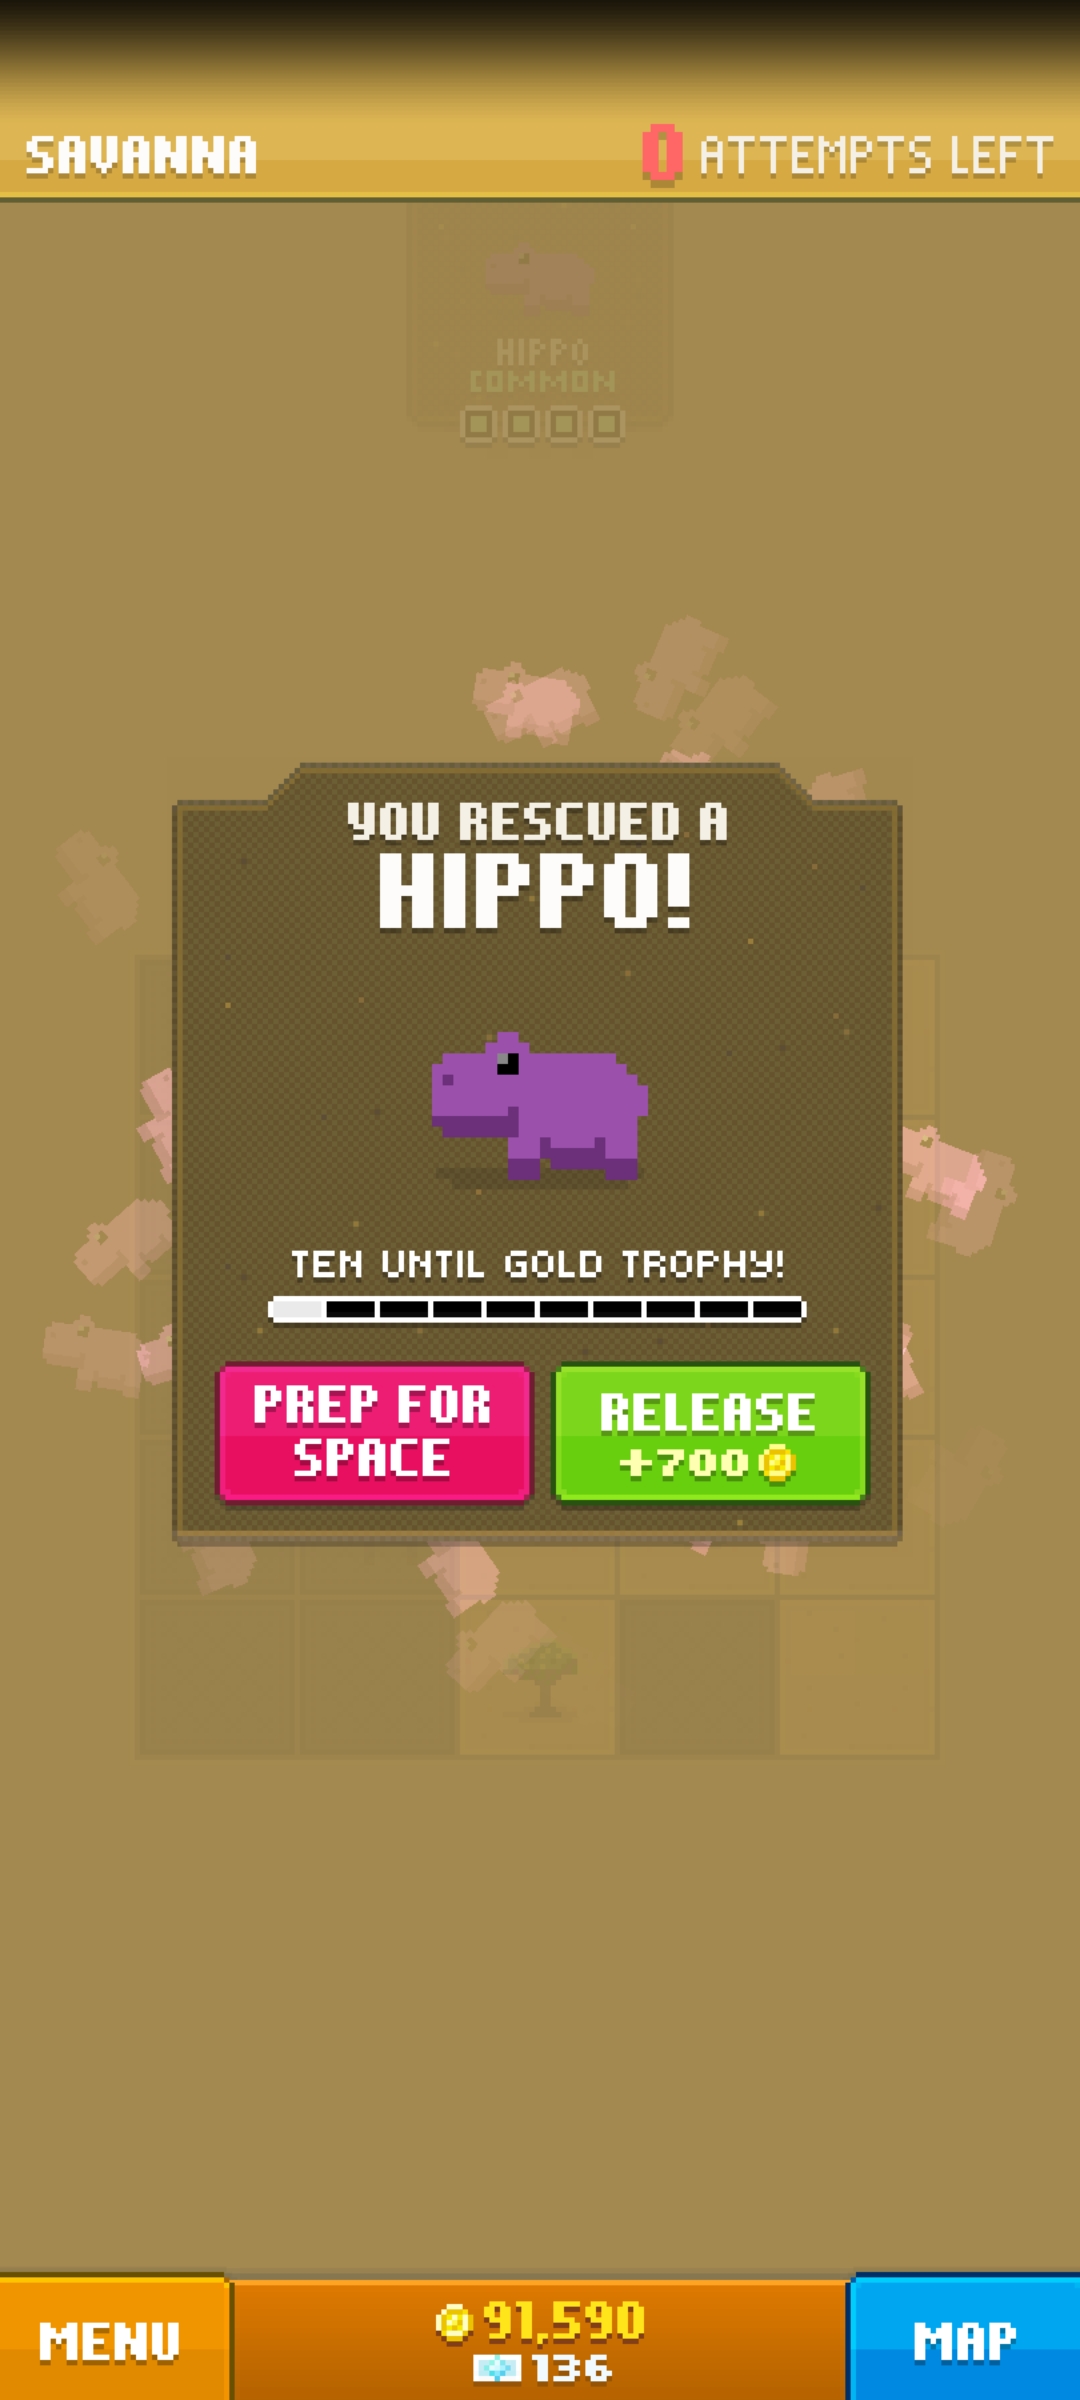 SAVANNA
0 ATTEMPTS LEFT
HIPPO
COMMON
YOU RESCUED A
HIPPO!
TEN UNTIL GOLD TROPHY!
PREP FOR
SPACE
RELEASE
+700
MENU
91,590
136
MAP